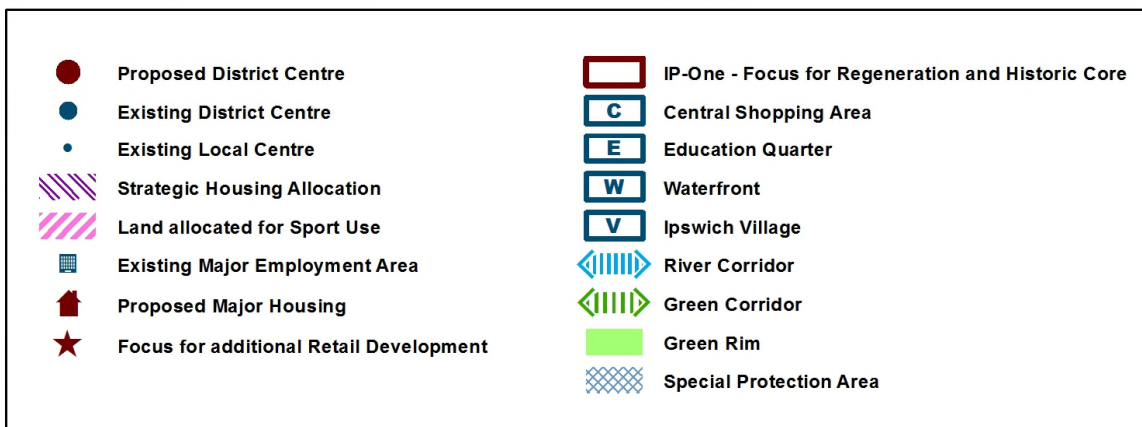 Proposed District Centre
Existing District Centre
Existing Local Centre
Strategic Housing Allocation
Land allocated for Sport Use
Existing Major Employment Area
Proposed Major Housing
Focus for additional Retail Development
IP-One - Focus for Regeneration and Historic Core
C Central Shopping Area
E Education Quarter
W Waterfront
V Ipswich Village
River Corridor
Green Corridor
Green Rim
Special Protection Area